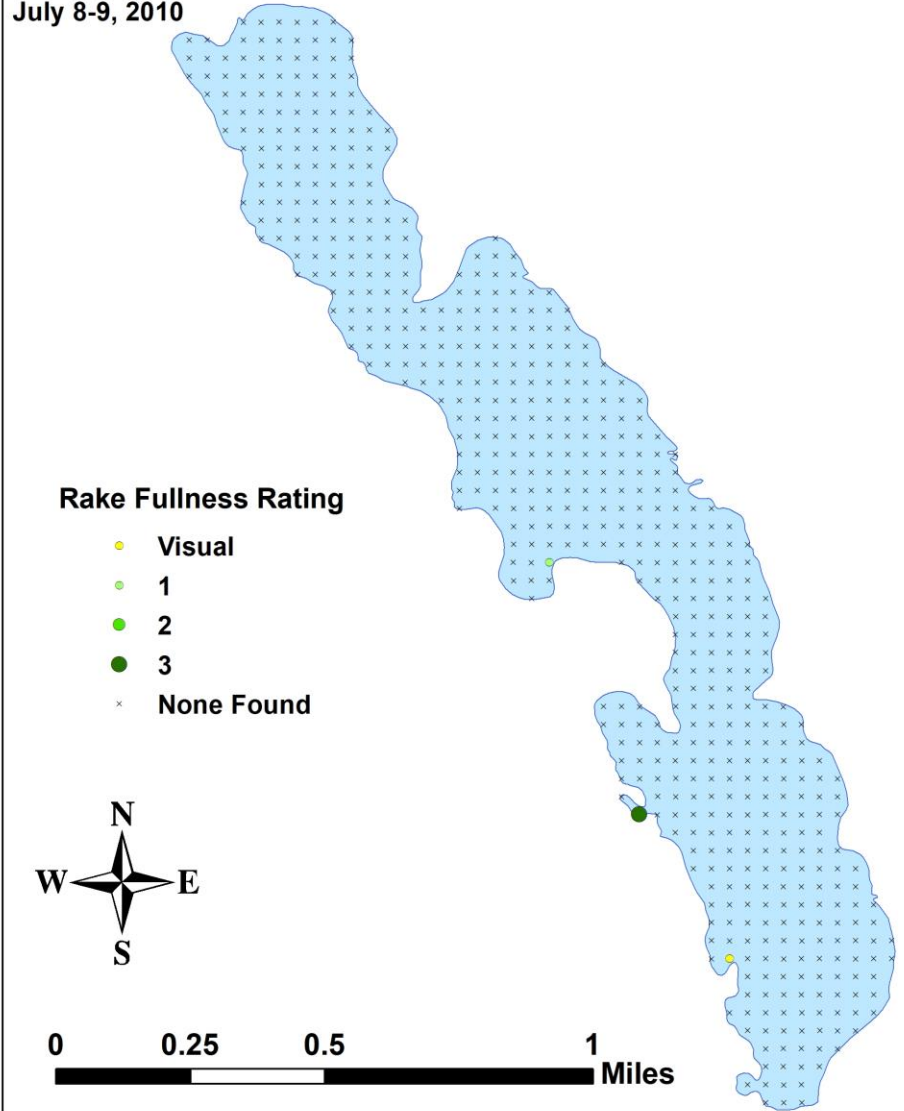 July 8-9, 2010
Rake Fullness Rating
Visual
1
2
3
None Found
N
W E
S
0 0.25 0.5 1
Miles